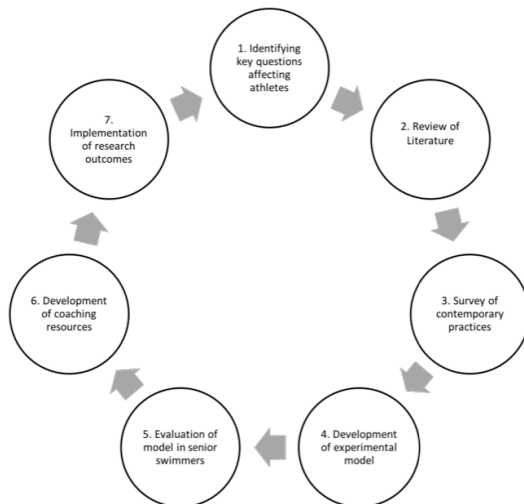 1. Identifying
key questions
affecting
athletes
2. Review of
Literature
3. Survey of
contemporary
practices
4. Development
of experimental
model
5. Evaluation of
model in senior
swimmers
6. Development
of coaching
resources
7.
Implementation
of research
outcomes